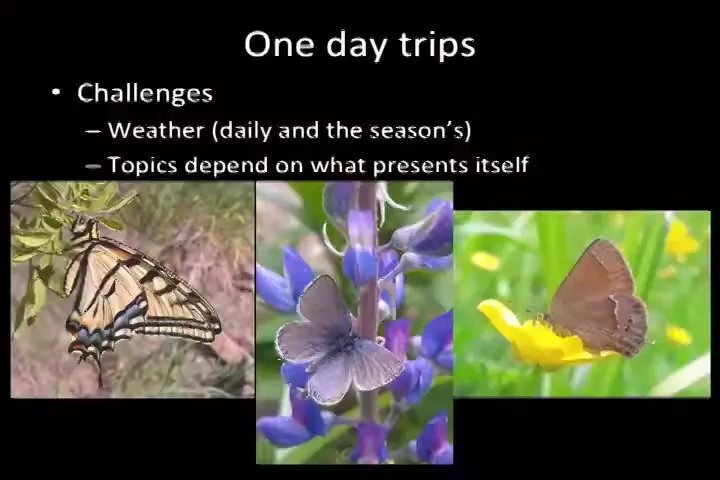 One day trips
• Challenges
– Weather (daily and the season’s)
– Topics depend on what presents itself